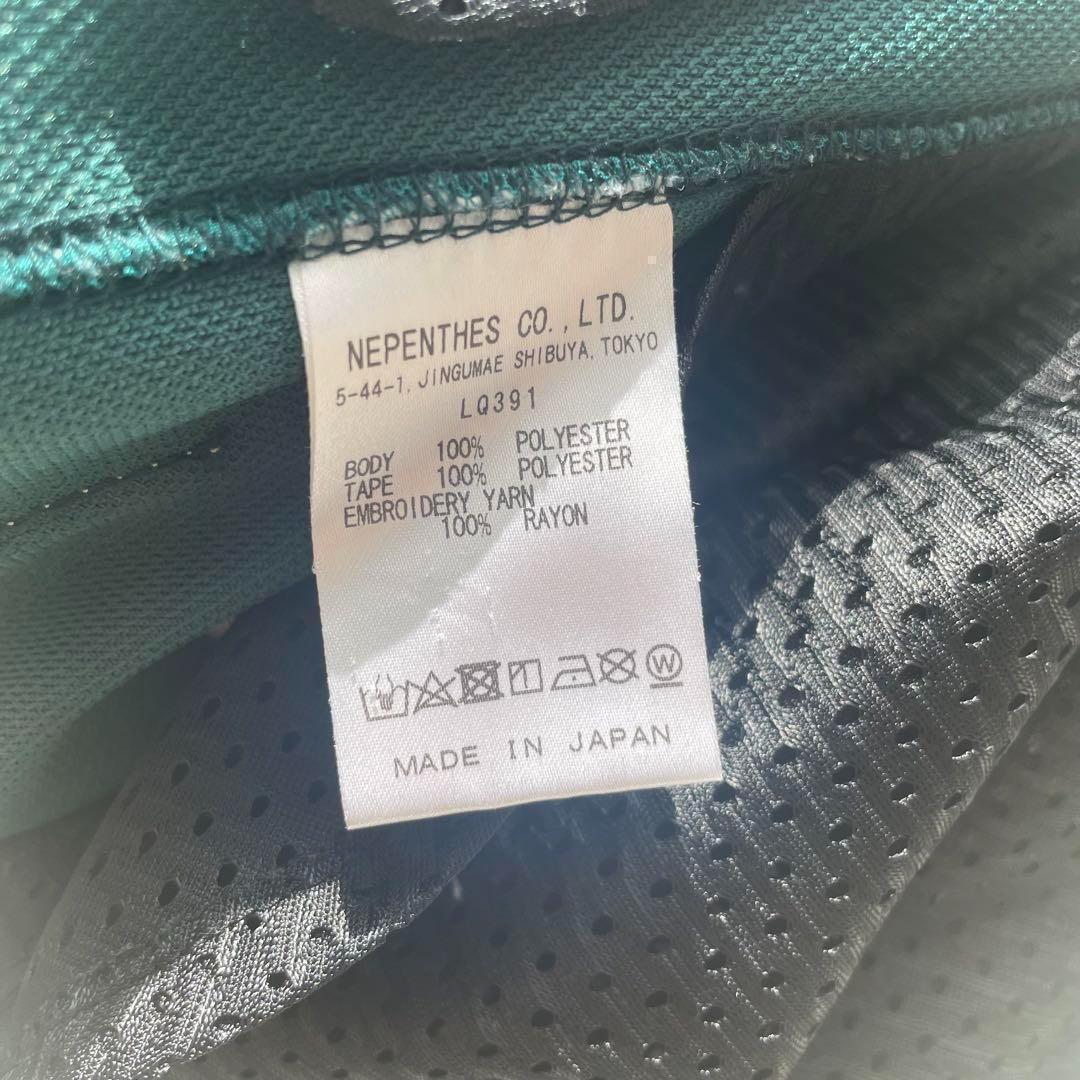 NEPENTHES CO.,LTD.
5-44-1, JINGUMAE SHIBUYA, TOKYO
LQ391
BODY 100% POLYESTER
TAPE 100% POLYESTER
EMBROIDERY YARN
100% RAYON
W
MADE IN JAPAN